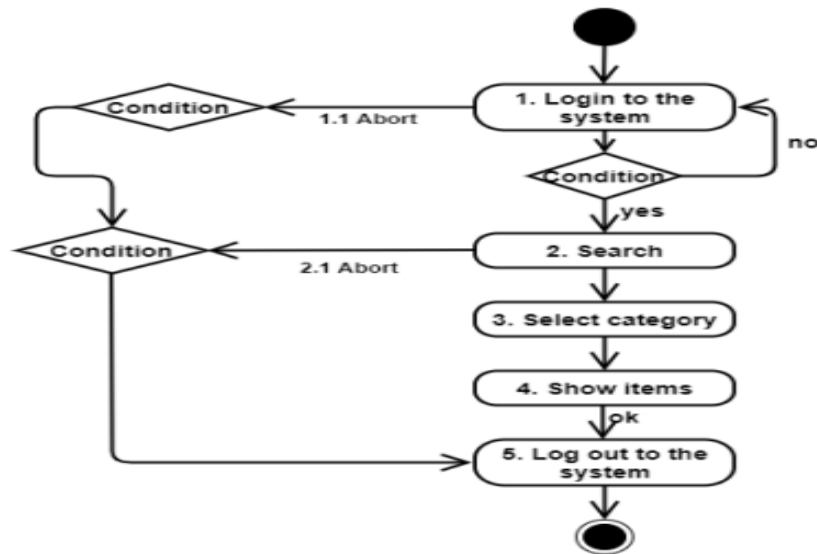 1. Login to the
system
Condition
1.1 Abort
no
Condition
yes
Condition
2. Search
2.1 Abort
3. Select category
4. Show items
ok
5. Log out to the
system